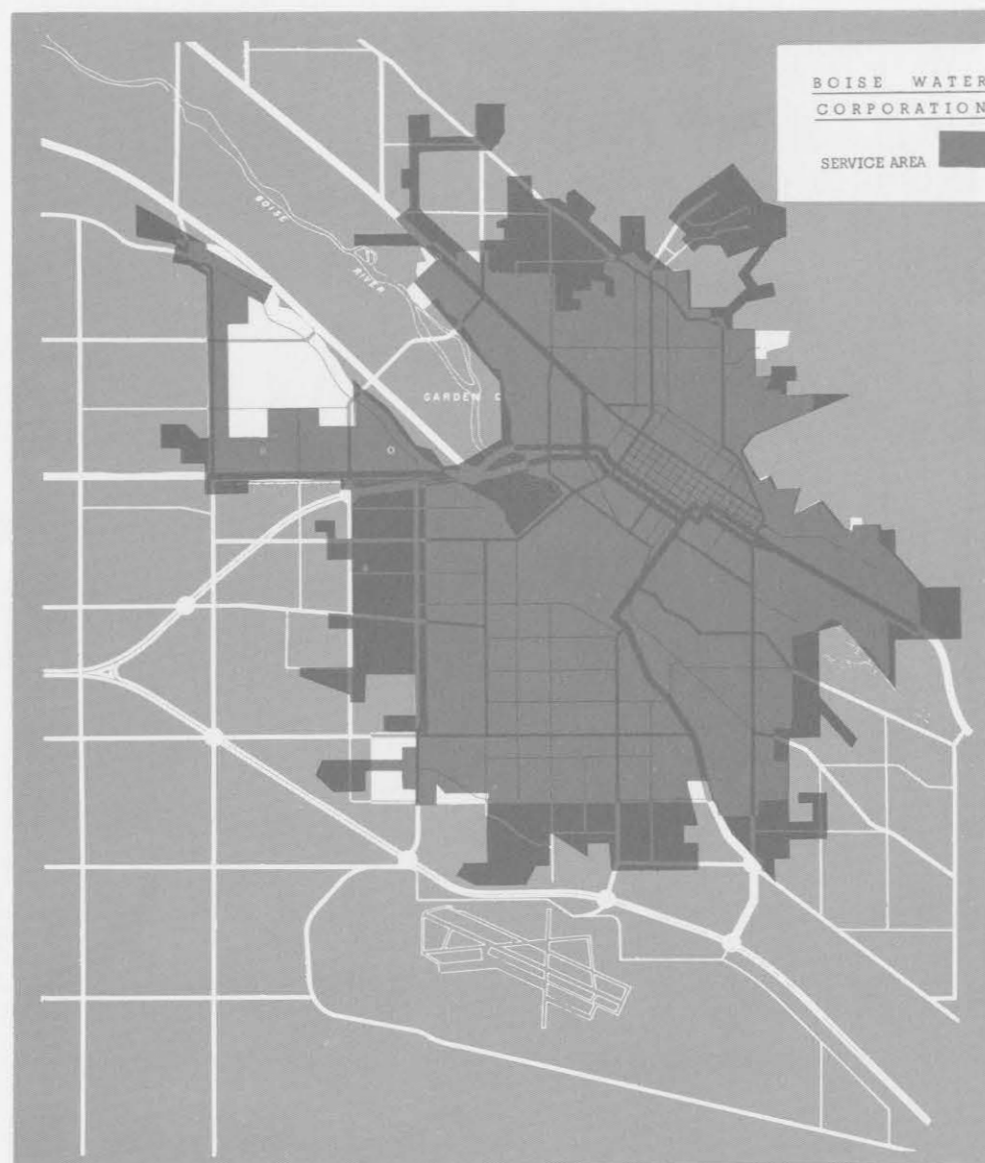 BOISE WATER
CORPORATION
SERVICE AREA
BOISE
RIVER
GARDEN C
B O